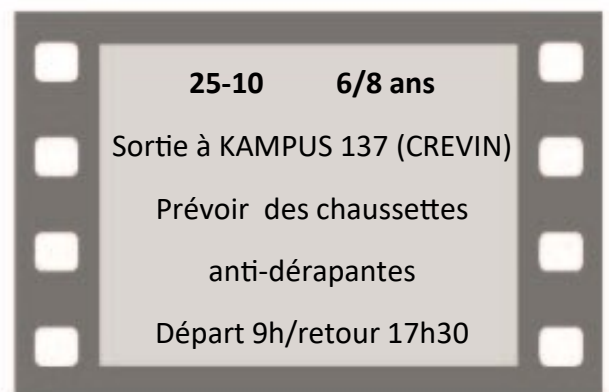 25-10 6/8 ans
Sortie à KAMPUS 137 (CREVIN)
Prévoir des chaussettes
anti-dérapantes
Départ 9h/retour 17h30